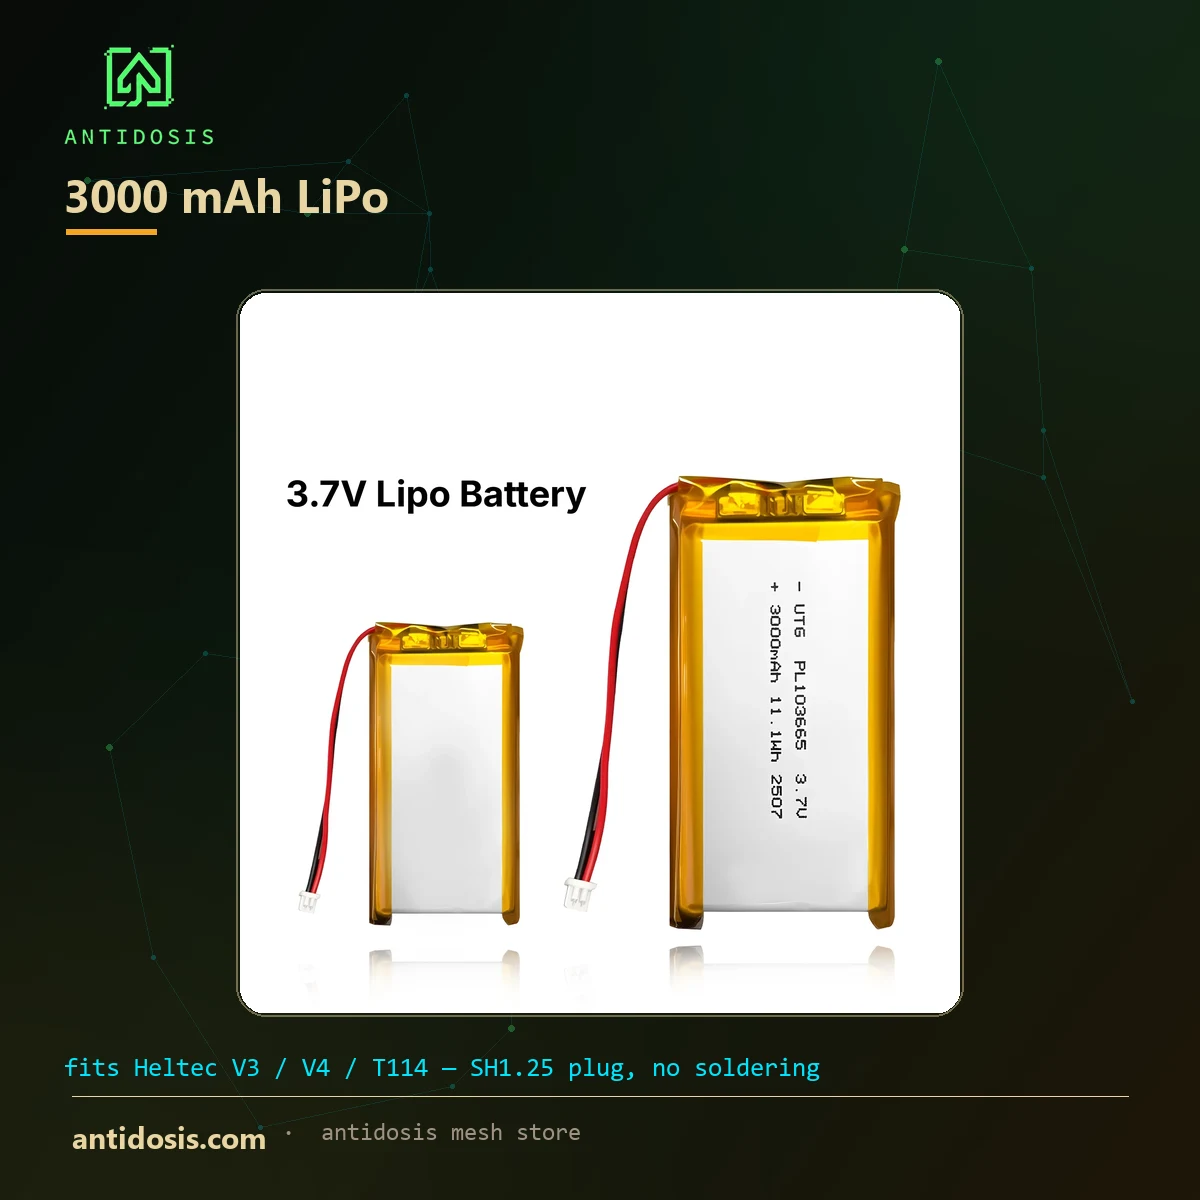 ANTIDOSIS
3000 mAh LiPo
3.7V Lipo Battery
- UTG PL103665 3.7V
+ 3000mAh 11.1Wh 2507
fits Heltec V3 / V4 / T114 — SH1.25 plug, no soldering
antidosis.com · antidosis mesh store